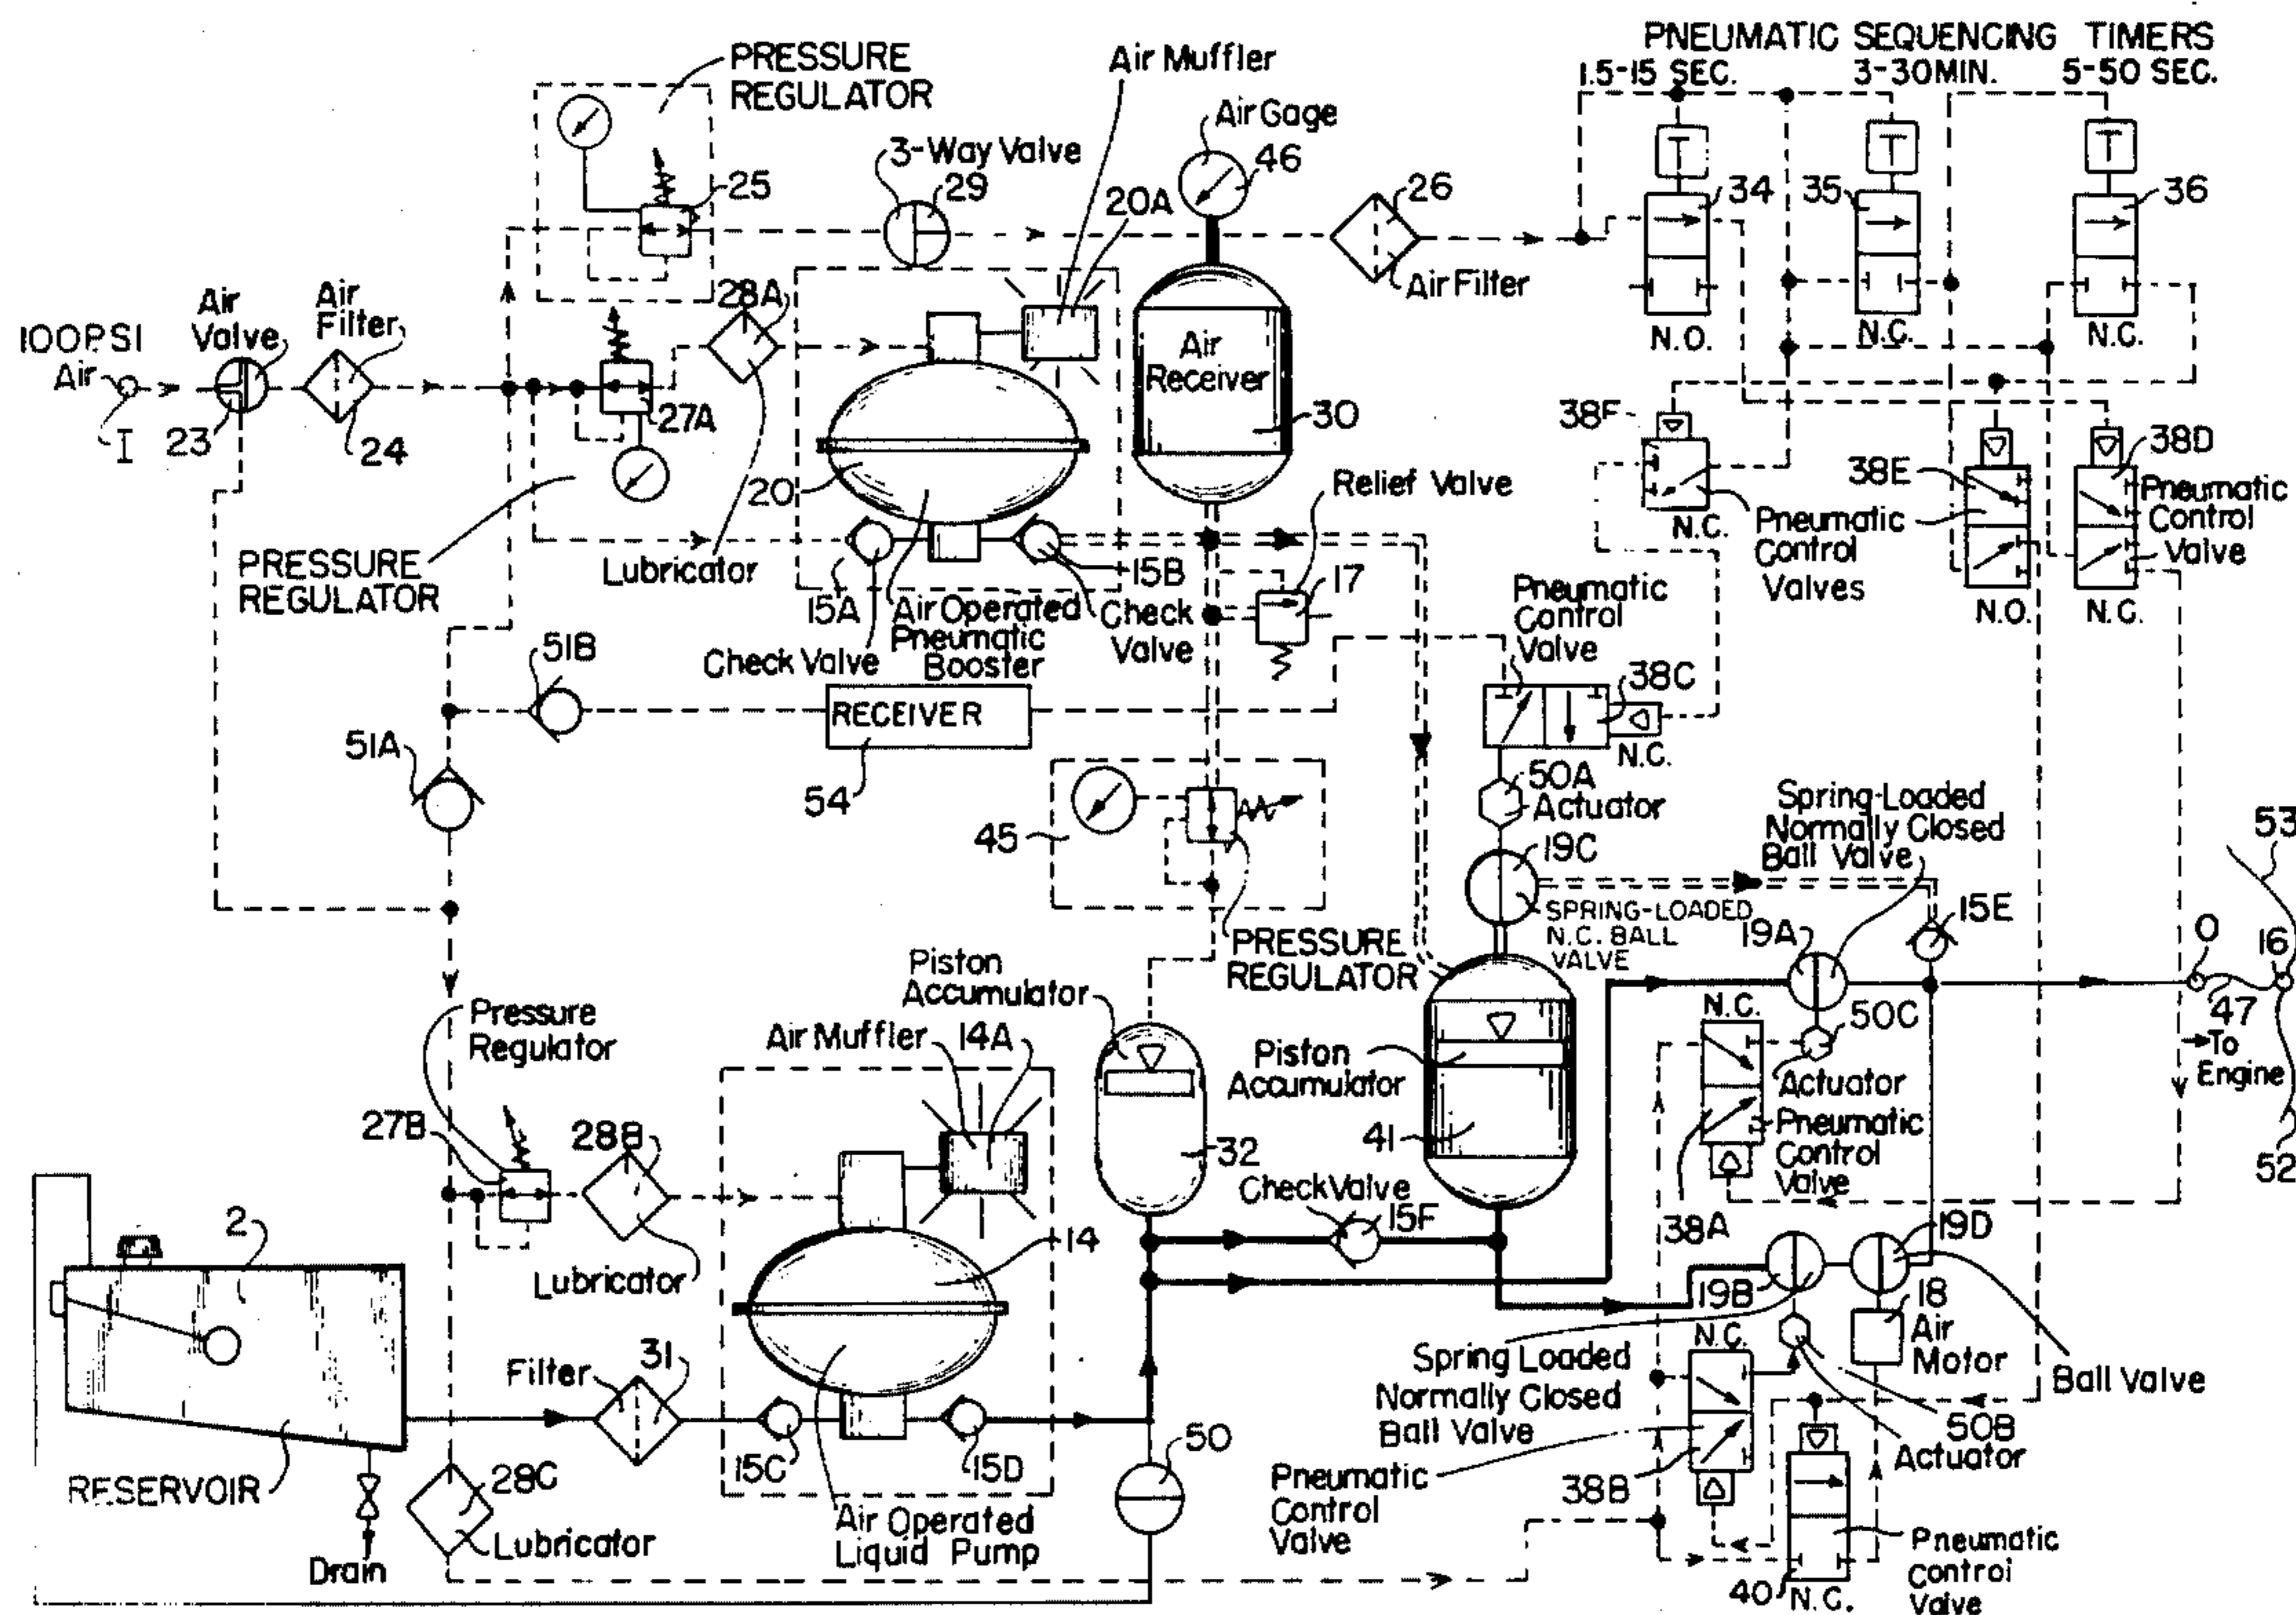 PNEUMATIC SEQUENCING TIMERS
1.5-15 SEC.
3-30MIN.
5-50 SEC.
PRESSURE
REGULATOR
Air Muffler
Air Gage
46
3-Way Valve
29
20A
26
25
34
35
36
28A
Air Filter
N.O.
N.C.
N.C.
100PSI
Air
I
Air
Valve
23
Air
Filter
24
27A
Air
Receiver
30
20
38F
38D
38E
Relief Valve
N.C.
Pneumatic
Control
Valves
Pneumatic
Control
Valve
N.O.
N.C.
PRESSURE
REGULATOR
Lubricator
15A
15B
17
Air Operated
Pneumatic
Booster
Check
Valve
Check Valve
Pneumatic
Control
Valve
51B
38C
N.C.
RECEIVER
54
51A
50A
Actuator
Spring-Loaded
Normally Closed
Ball Valve
53
45
19C
SPRING-LOADED
N.C. BALL
VALVE
19A
15E
O
16
47
PRESSURE
REGULATOR
Piston
Accumulator
N.C.
50C
To
Engine
Pressure
Regulator
Air Muffler
14A
Piston
Accumulator
Actuator
27B
28B
32
41
Pneumatic
Control
Valve
52
Check Valve
15F
38A
19D
2
14
Lubricator
19B
18
Air
Motor
N.C.
Filter
31
Spring Loaded
Normally Closed
Ball Valve
Ball Valve
50
50B
Actuator
RESERVOIR
28C
15C
15D
Pneumatic
Control
Valve
38B
Drain
Lubricator
Air Operated
Liquid Pump
40
N.C.
Pneumatic
Control
Valve